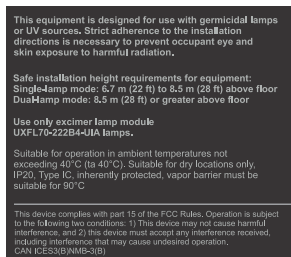 This equipment is designed for use with germicidal lamps
or UV sources. Strict adherence to the installation
directions is necessary to prevent occupant eye and
skin exposure to harmful radiation.
Safe installation height requirements for equipment:
Single-lamp mode: 6.7 m (22 ft) to 8.5 m (28 ft) above floor
Dual-lamp mode: 8.5 m (28 ft) or greater above floor
Use only excimer lamp module
UXFL70-222B4-UIA lamps.
Suitable for operation in ambient temperatures not
exceeding 40°C (ta 40°C). Suitable for dry locations only,
IP20, Type IC, inherently protected, vapor barrier must be
suitable for 90°C
This device complies with part 15 of the FCC Rules. Operation is subject
to the following two conditions: 1) This device may not cause harmful
interference, and 2) this device must accept any interference received,
including interference that may cause undesired operation.
CAN ICES3(B)NMB-3(B)